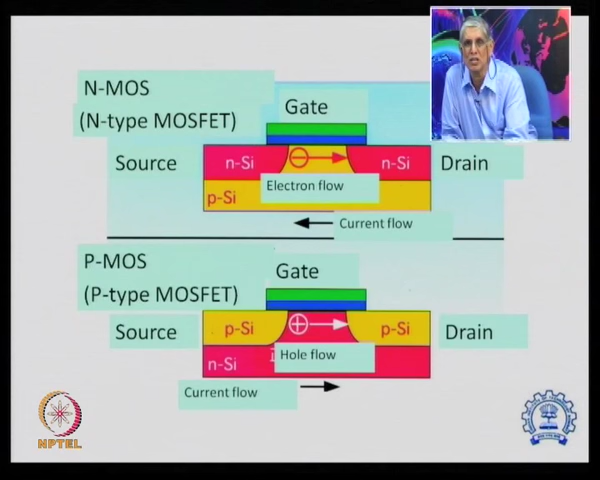 N-MOS
(N-type MOSFET)
Gate
Source
n-Si
n-Si
Drain
Electron flow
p-Si
Current flow
P-MOS
(P-type MOSFET)
Gate
Source
p-Si
p-Si
Drain
Hole flow
n-Si
Current flow
NPTEL